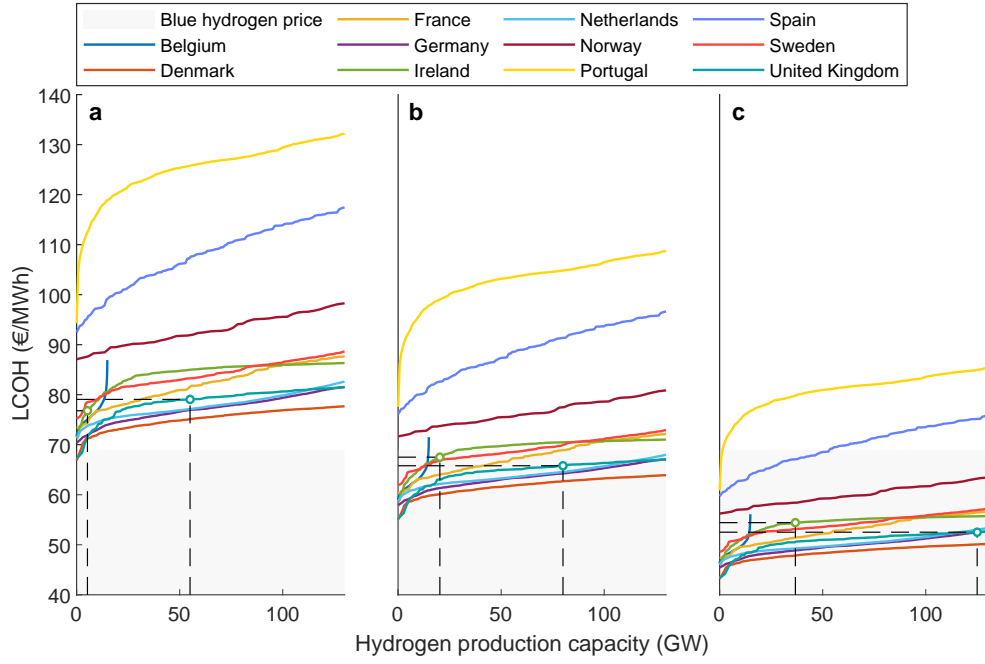 Blue hydrogen price France Netherlands Spain
Belgium Germany Norway Sweden
Denmark Ireland Portugal United Kingdom
a b c
LCOH (€/MWh)
140
130
120
110
100
90
80
70
60
50
40
0 50 100 0 50 100 0 50 100
Hydrogen production capacity (GW)